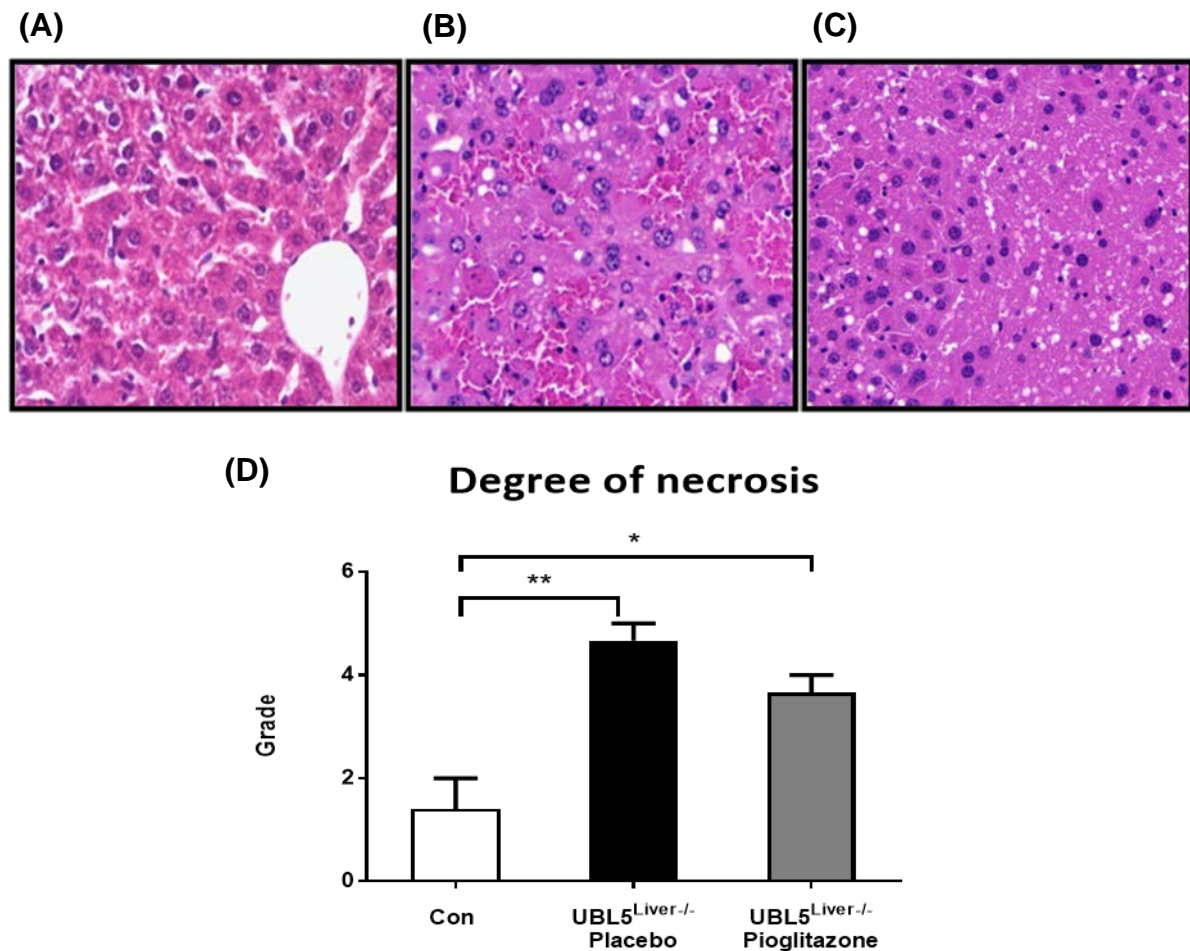 (A)
(B)
(C)
(D)
Degree of necrosis
*
**
6
4
2
0
Grade
Con
UBL5Liver-/-
Placebo
UBL5Liver-/-
Pioglitazone